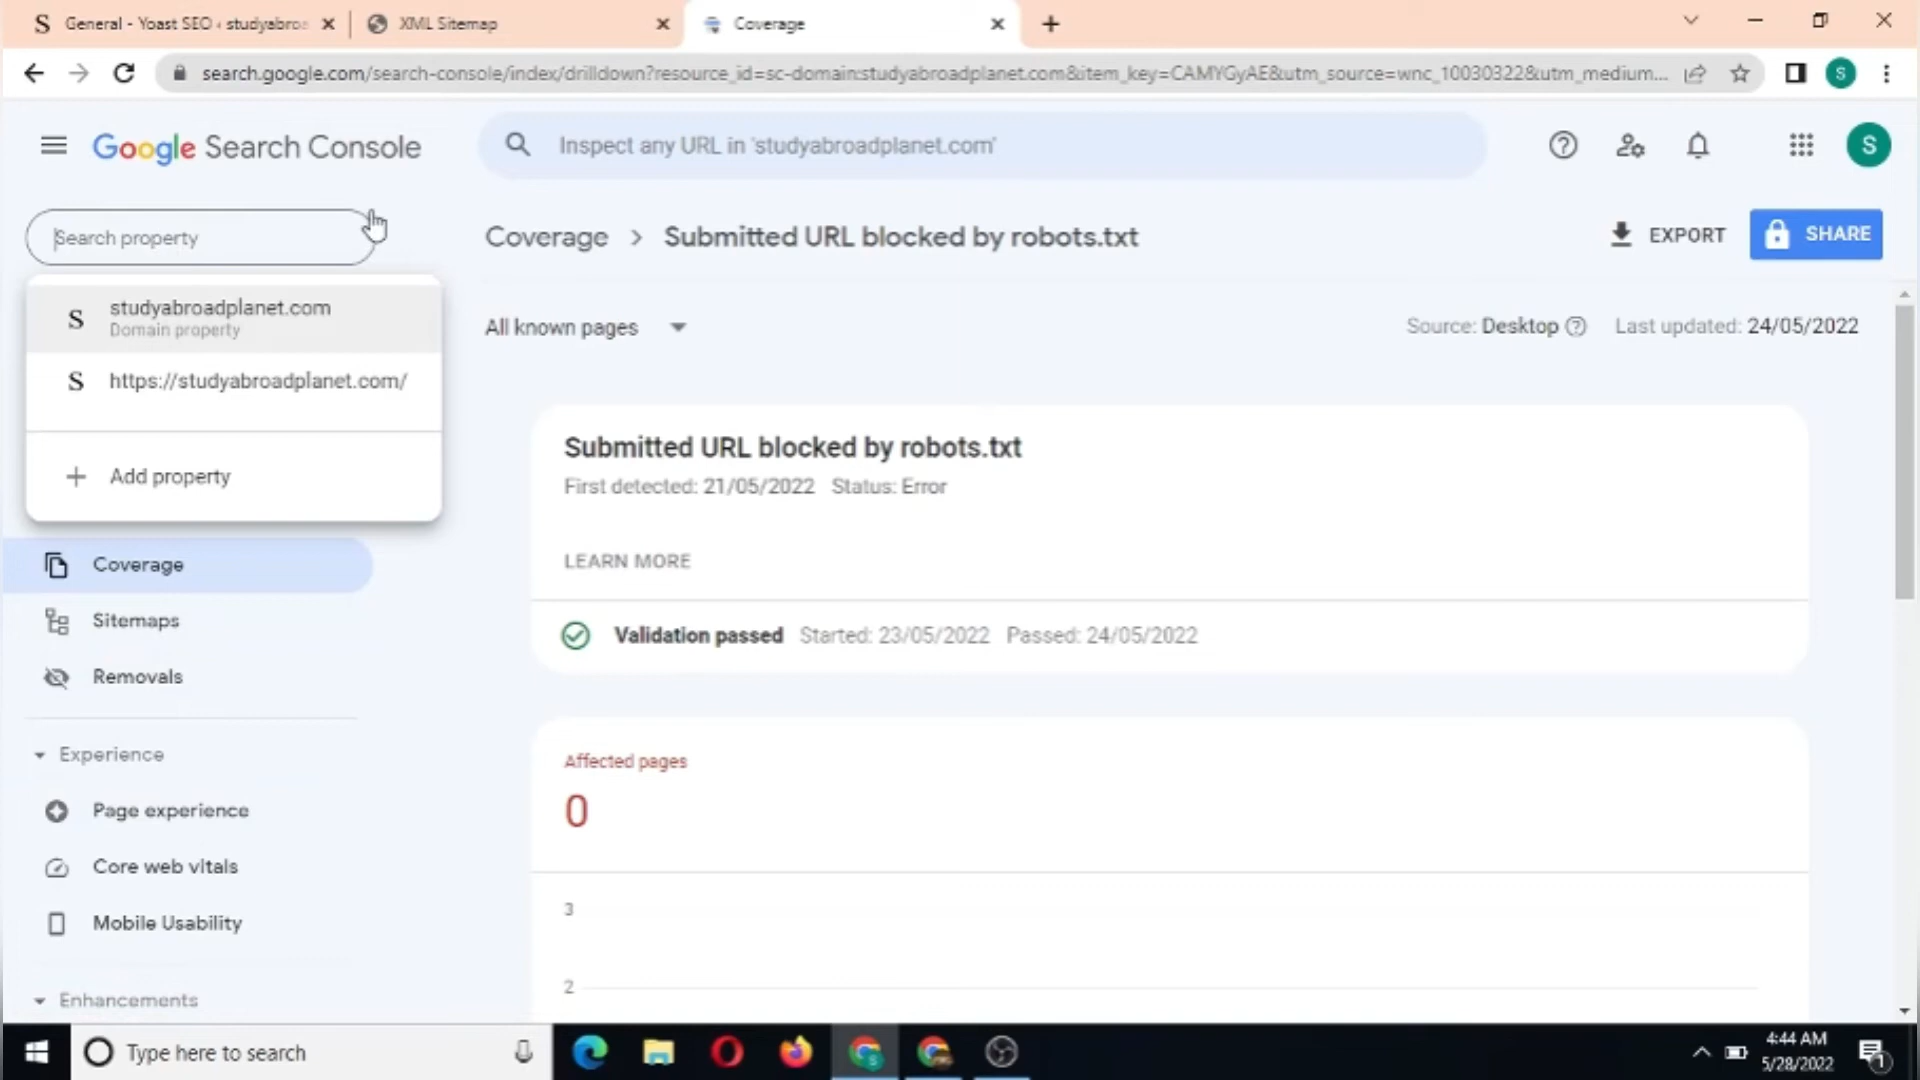 S General - Yoast SEO ‹ studyabroa
XML Sitemap
Coverage
search.google.com/search-console/index/drilldown?resource_id=sc-domain:studyabroadplanet.com&item_key=CAMYGyAE&utm_source=wnc_10030322&utm_medium...
S
Google Search Console
Inspect any URL in 'studyabroadplanet.com'
S
Search property
Coverage > Submitted URL blocked by robots.txt
EXPORT
SHARE
S studyabroadplanet.com
Domain property
S https://studyabroadplanet.com/
+ Add property
All known pages
Source: Desktop
Last updated: 24/05/2022
Submitted URL blocked by robots.txt
First detected: 21/05/2022 Status: Error
LEARN MORE
Validation passed Started: 23/05/2022 Passed: 24/05/2022
Coverage
Sitemaps
Removals
Experience
Page experience
Core web vitals
Mobile Usability
Enhancements
Affected pages
0
3
2
Type here to search
4:44 AM
5/28/2022
1